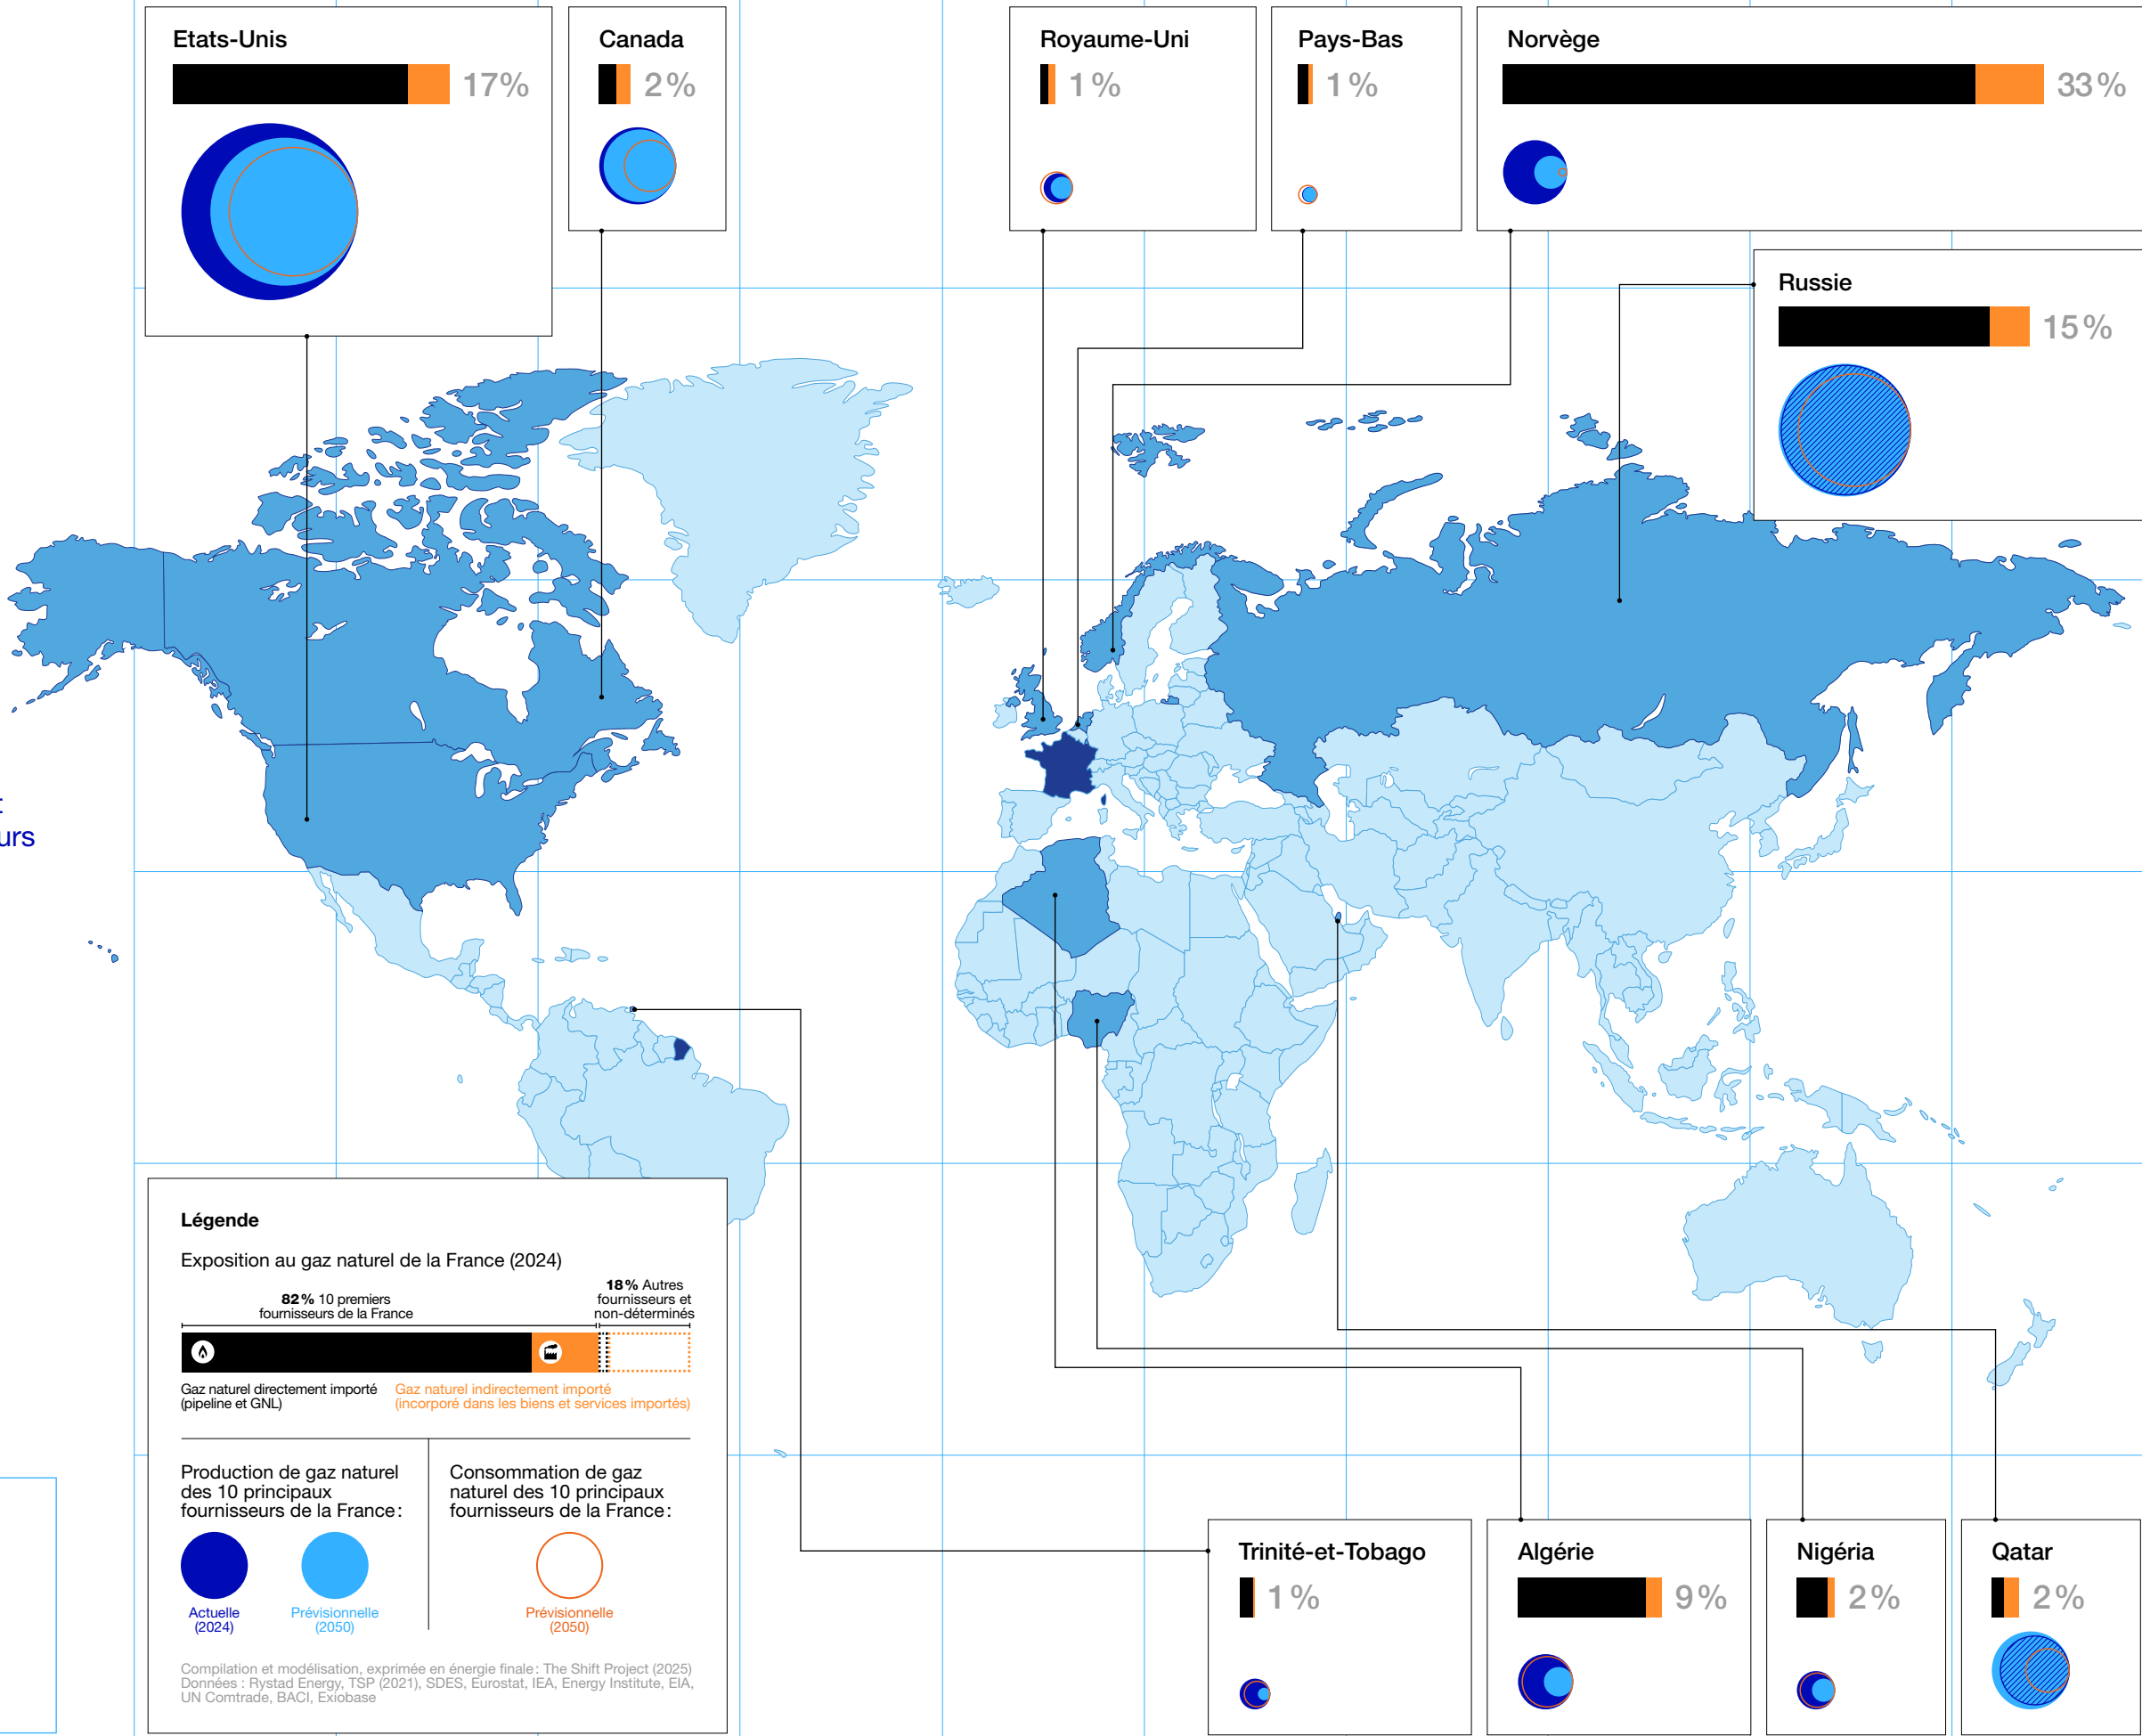 Etats-Unis
17%
Canada
2%
Royaume-Uni
1%
Pays-Bas
1%
Norvège
33%
Russie
15%
urs
Légende
Exposition au gaz naturel de la France (2024)
82% 10 premiers
fournisseurs de la France
18% Autres
fournisseurs et
non-déterminés
Gaz naturel directement importé
(pipeline et GNL)
Gaz naturel indirectement importé
(incorporé dans les biens et services importés)
Production de gaz naturel
des 10 principaux
fournisseurs de la France :
Actuelle
(2024)
Prévisionnelle
(2050)
Consommation de gaz
naturel des 10 principaux
fournisseurs de la France :
Prévisionnelle
(2050)
Compilation et modélisation, exprimée en énergie finale : The Shift Project (2025)
Données : Rystad Energy, TSP (2021), SDES, Eurostat, IEA, Energy Institute, EIA,
UN Comtrade, BACI, Exiobase
Trinité-et-Tobago
1%
Algérie
9%
Nigéria
2%
Qatar
2%